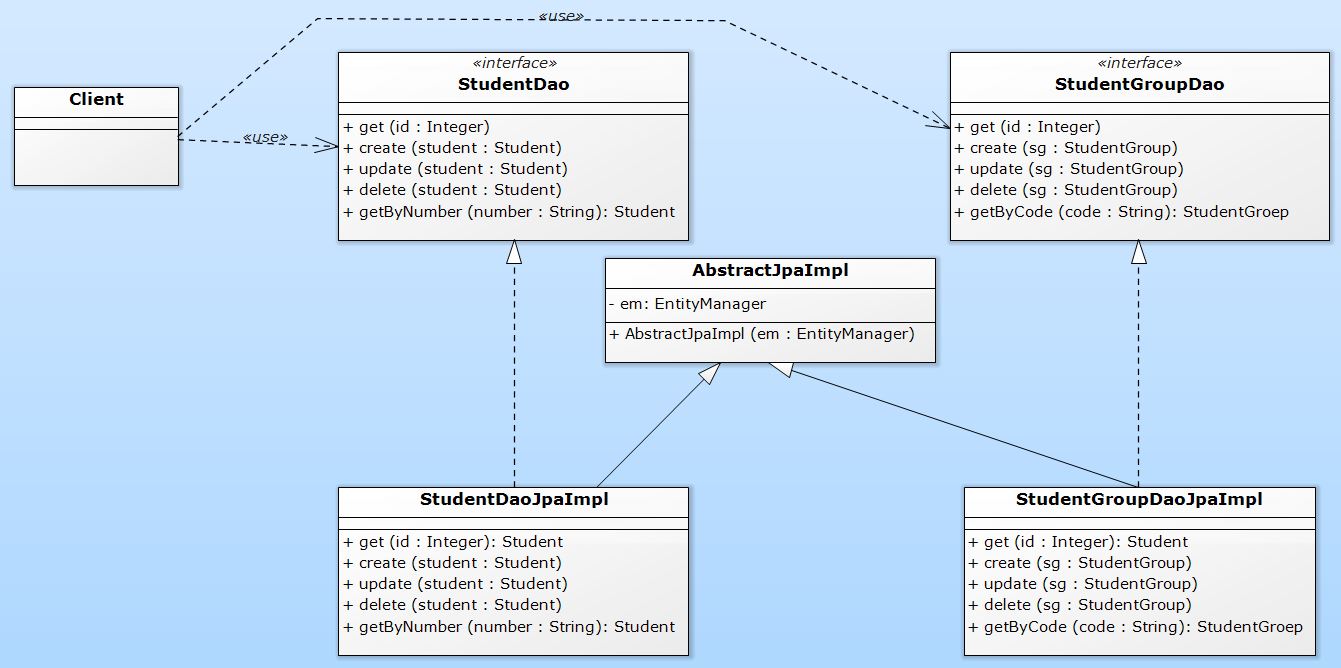 «use»
Client
«use»
«interface»
StudentDao
+ get (id : Integer)
+ create (student : Student)
+ update (student : Student)
+ delete (student : Student)
+ getByNumber (number : String): Student
«interface»
StudentGroupDao
+ get (id : Integer)
+ create (sg : StudentGroup)
+ update (sg : StudentGroup)
+ delete (sg : StudentGroup)
+ getByCode (code : String): StudentGroep
AbstractJpaImpl
- em: EntityManager
+ AbstractJpaImpl (em : EntityManager)
StudentDaoJpaImpl
+ get (id : Integer): Student
+ create (student : Student)
+ update (student : Student)
+ delete (student : Student)
+ getByNumber (number : String): Student
StudentGroupDaoJpaImpl
+ get (id : Integer): Student
+ create (sg : StudentGroup)
+ update (sg : StudentGroup)
+ delete (sg : StudentGroup)
+ getByCode (code : String): StudentGroep